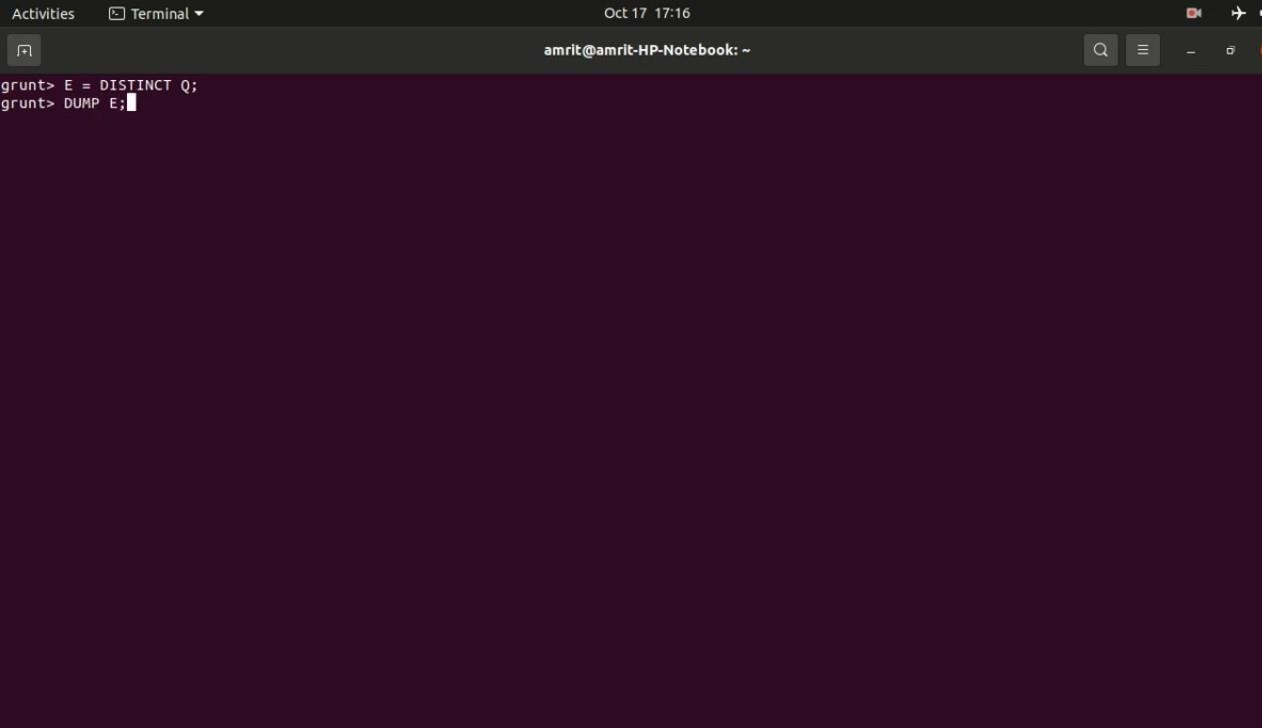 Activities Terminal Oct 17 17:16
amrit@amrit-HP-Notebook: ~
grunt> E = DISTINCT Q;
grunt> DUMP E;